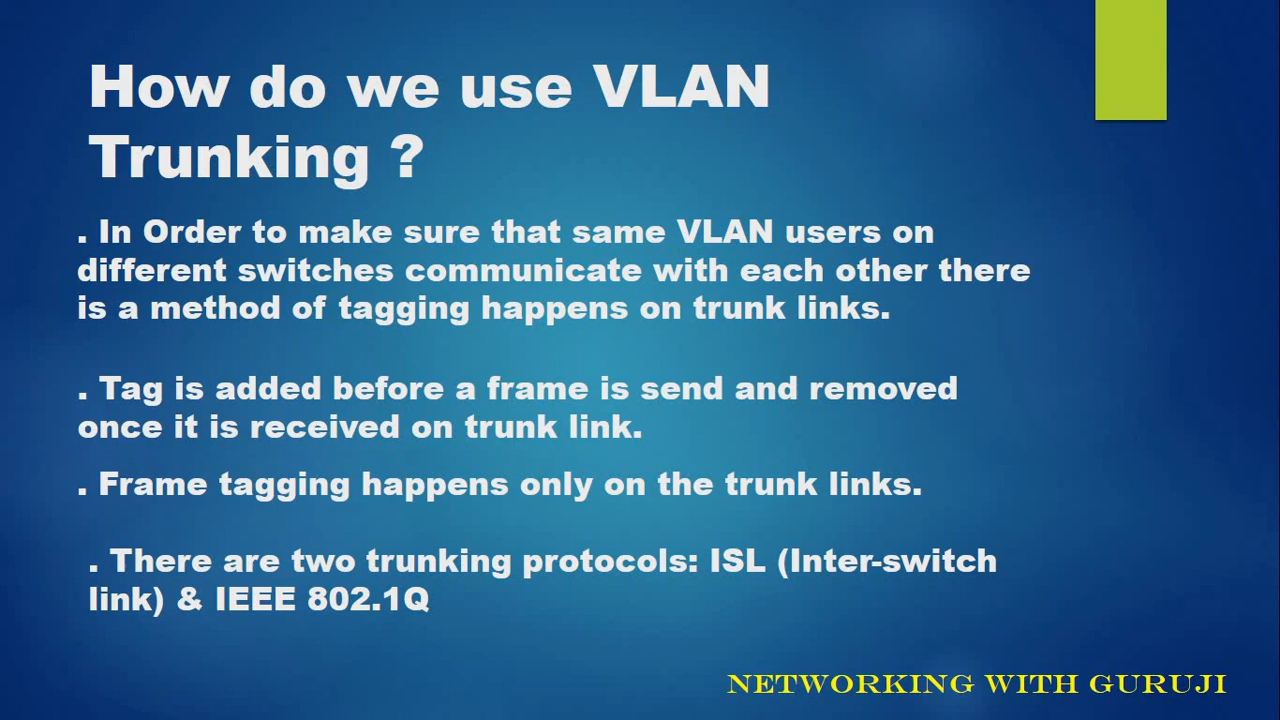 How do we use VLAN
Trunking ?
. In Order to make sure that same VLAN users on
different switches communicate with each other there
is a method of tagging happens on trunk links.
. Tag is added before a frame is send and removed
once it is received on trunk link.
. Frame tagging happens only on the trunk links.
. There are two trunking protocols: ISL (Inter-switch
link) & IEEE 802.1Q
NETWORKING WITH GURUJI